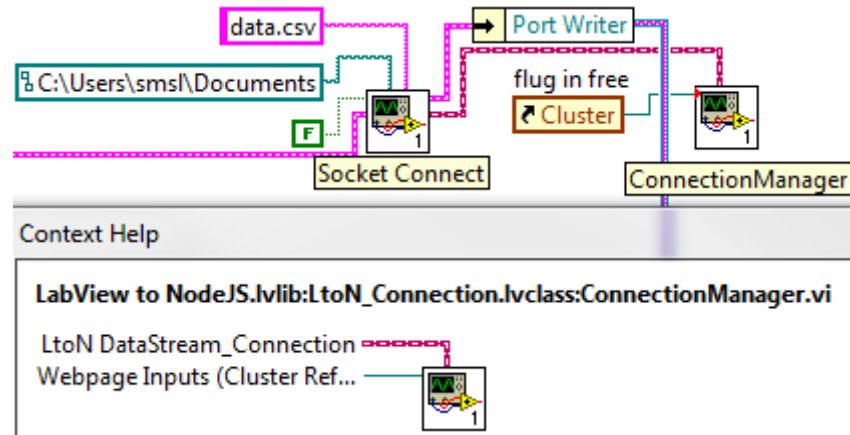 data.csv
Port Writer
C:\Users\smsl\Documents
flug in free
Cluster
F
1
1
Socket Connect
ConnectionManager
Context Help
LabView to NodeJS.lvlib:LtoN_Connection.lvclass:ConnectionManager.vi
LtoN DataStream_Connection
Webpage Inputs (Cluster Ref...
1